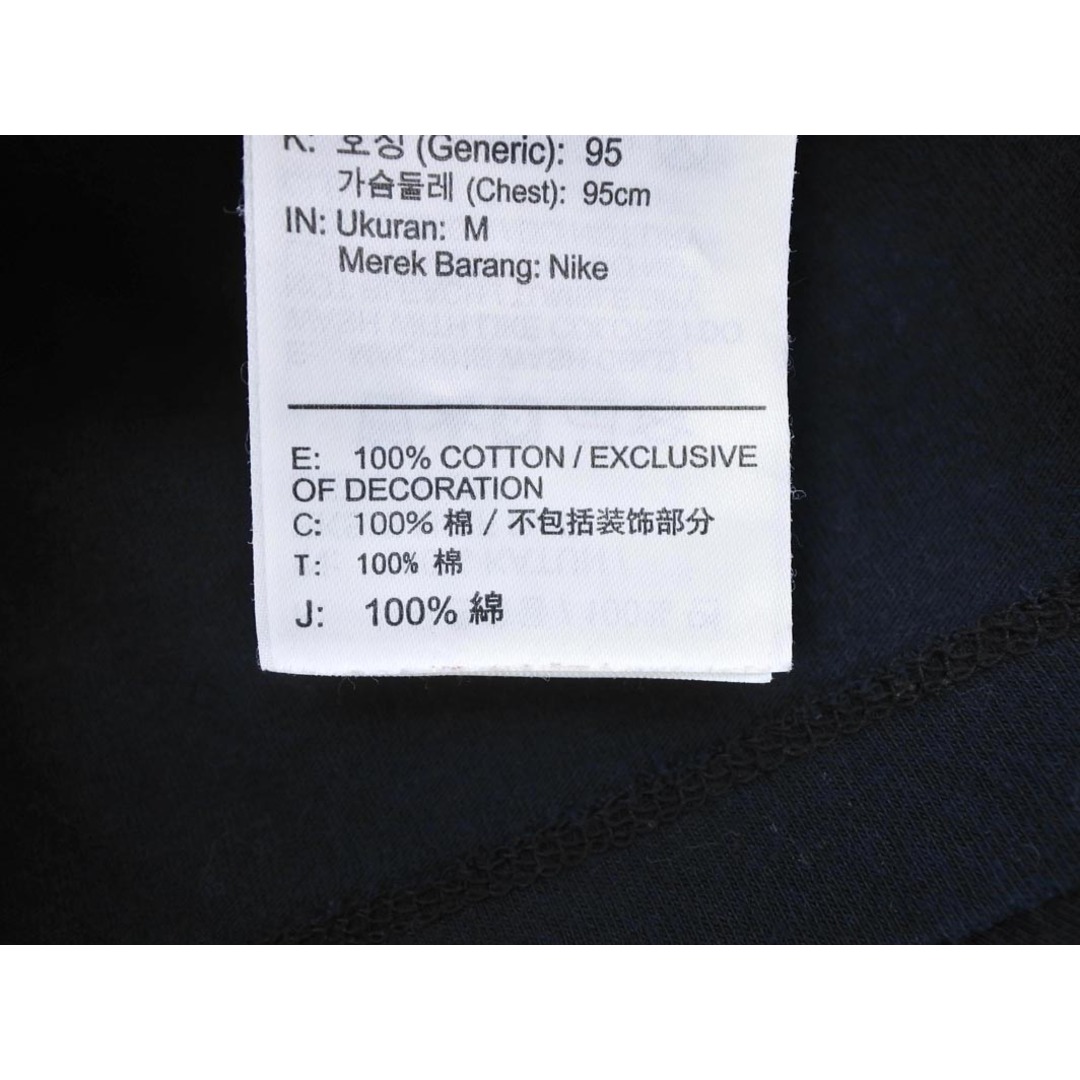 K: 호칭 (Generic): 95
가슴둘레 (Chest): 95cm
IN: Ukuran: M
Merek Barang: Nike
E: 100% COTTON / EXCLUSIVE
OF DECORATION
C: 100% 棉 / 不包括装饰部分
T: 100% 棉
J: 100% 綿